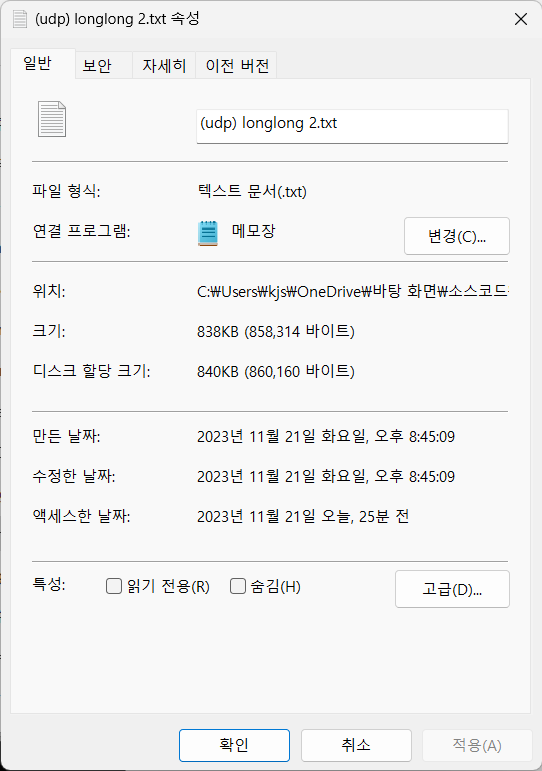 (udp) longlong 2.txt 속성
일반 보안 자세히 이전 버전
(udp) longlong 2.txt
파일 형식: 텍스트 문서(.txt)
연결 프로그램: 메모장 변경(C)...
위치: C:₩Users₩kjs₩OneDrive₩바탕 화면₩소스코드
크기: 838KB (858,314 바이트)
디스크 할당 크기: 840KB (860,160 바이트)
만든 날짜: 2023년 11월 21일 화요일, 오후 8:45:09
수정한 날짜: 2023년 11월 21일 화요일, 오후 8:45:09
액세스한 날짜: 2023년 11월 21일 오늘, 25분 전
특성: 읽기 전용(R) 숨김(H) 고급(D)...
확인 취소 적용(A)